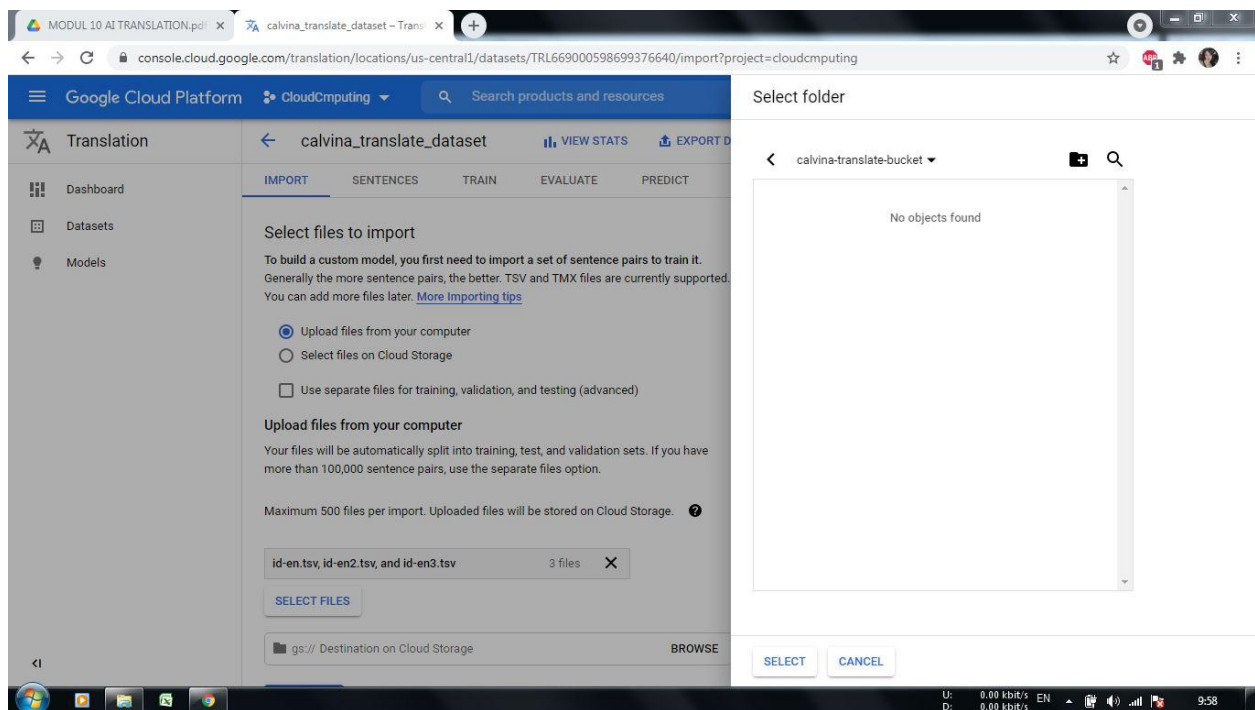 MODUL 10 AI TRANSLATION.pdf
calvina_translate_dataset – Trans
console.cloud.google.com/translation/locations/us-central1/datasets/TRL669000598699376640/import?project=cloudcmputing
ABP
1
Google Cloud Platform
CloudCmputing
Search products and resources
Translation
Dashboard
Datasets
Models
calvina_translate_dataset
VIEW STATS
EXPORT D
IMPORT SENTENCES TRAIN EVALUATE PREDICT
Select files to import
To build a custom model, you first need to import a set of sentence pairs to train it.
Generally the more sentence pairs, the better. TSV and TMX files are currently supported.
You can add more files later. More Importing tips
Upload files from your computer
Select files on Cloud Storage
Use separate files for training, validation, and testing (advanced)
Upload files from your computer
Your files will be automatically split into training, test, and validation sets. If you have
more than 100,000 sentence pairs, use the separate files option.
Maximum 500 files per import. Uploaded files will be stored on Cloud Storage.
id-en.tsv, id-en2.tsv, and id-en3.tsv 3 files
SELECT FILES
gs:// Destination on Cloud Storage BROWSE
Select folder
calvina-translate-bucket
No objects found
SELECT CANCEL
U: 0.00 kbit/s
D: 0.00 kbit/s
EN
9:58